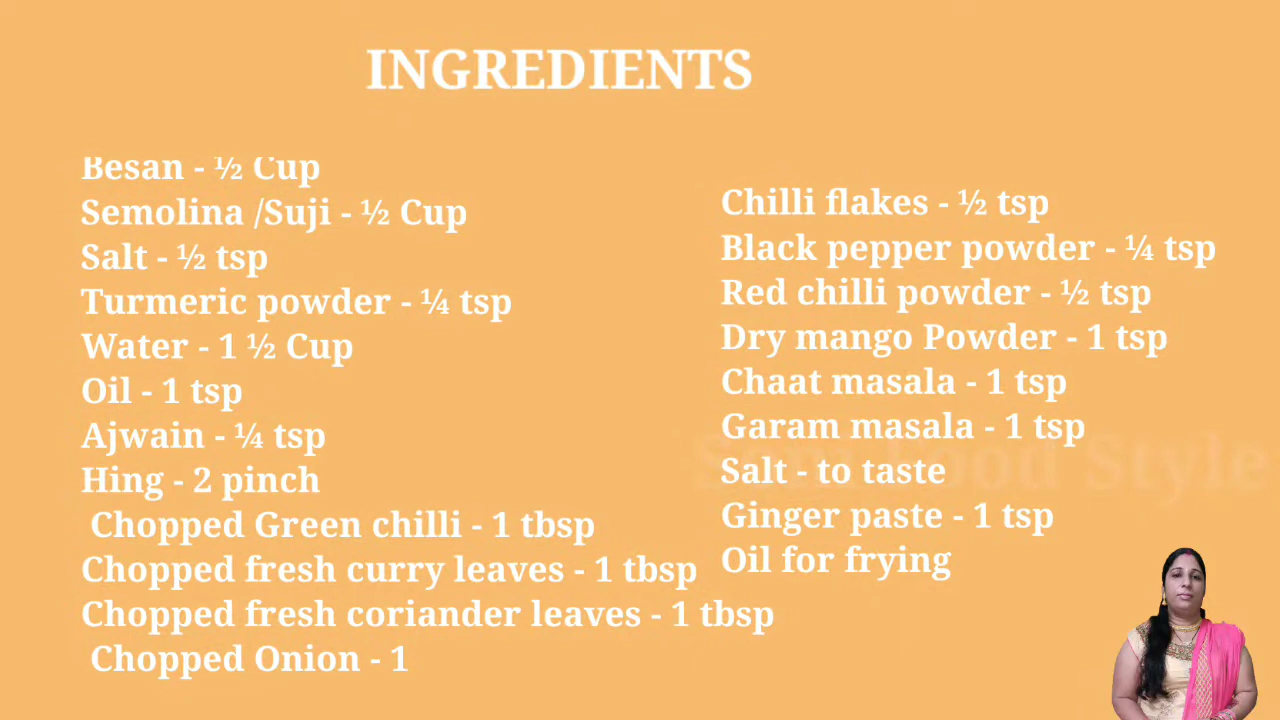 INGREDIENTS
Besan - ½ Cup
Semolina /Suji - ½ Cup
Salt - ½ tsp
Turmeric powder - ¼ tsp
Water - 1 ½ Cup
Oil - 1 tsp
Ajwain - ¼ tsp
Hing - 2 pinch
Chopped Green chilli - 1 tbsp
Chopped fresh curry leaves - 1 tbsp
Chopped fresh coriander leaves - 1 tbsp
Chopped Onion - 1
Chilli flakes - ½ tsp
Black pepper powder - ¼ tsp
Red chilli powder - ½ tsp
Dry mango Powder - 1 tsp
Chaat masala - 1 tsp
Garam masala - 1 tsp
Salt - to taste
Ginger paste - 1 tsp
Oil for frying
Food Style